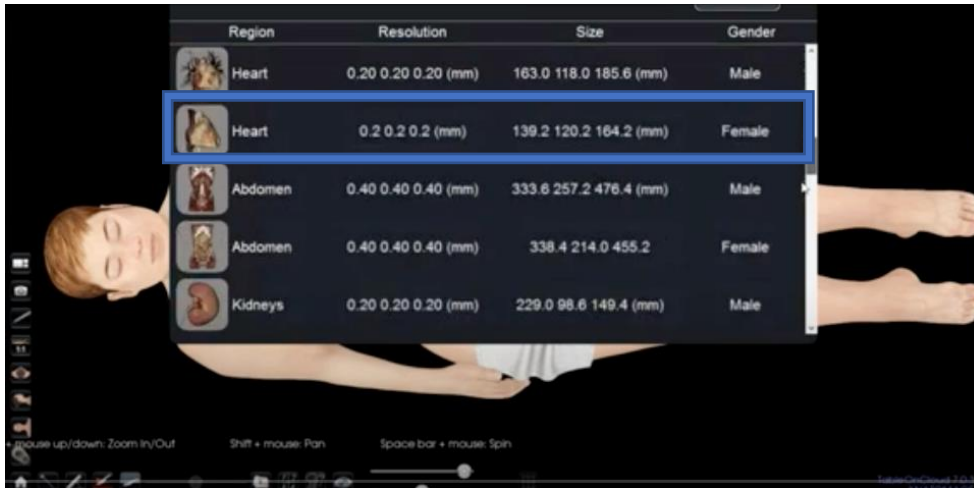 Region Resolution Size Gender
Heart 0.20 0.20 0.20 (mm) 163.0 118.0 185.6 (mm) Male
Heart 0.2 0.2 0.2 (mm) 139.2 120.2 164.2 (mm) Female
Abdomen 0.40 0.40 0.40 (mm) 333.6 257.2 476.4 (mm) Male
Abdomen 0.40 0.40 0.40 (mm) 338.4 214.0 455.2 Female
Kidneys 0.20 0.20 0.20 (mm) 229.0 98.6 149.4 (mm) Male
+ mouse up/down: Zoom In/Out Shift + mouse: Pan Space bar + mouse: Spin
TableOnCloud 7.0